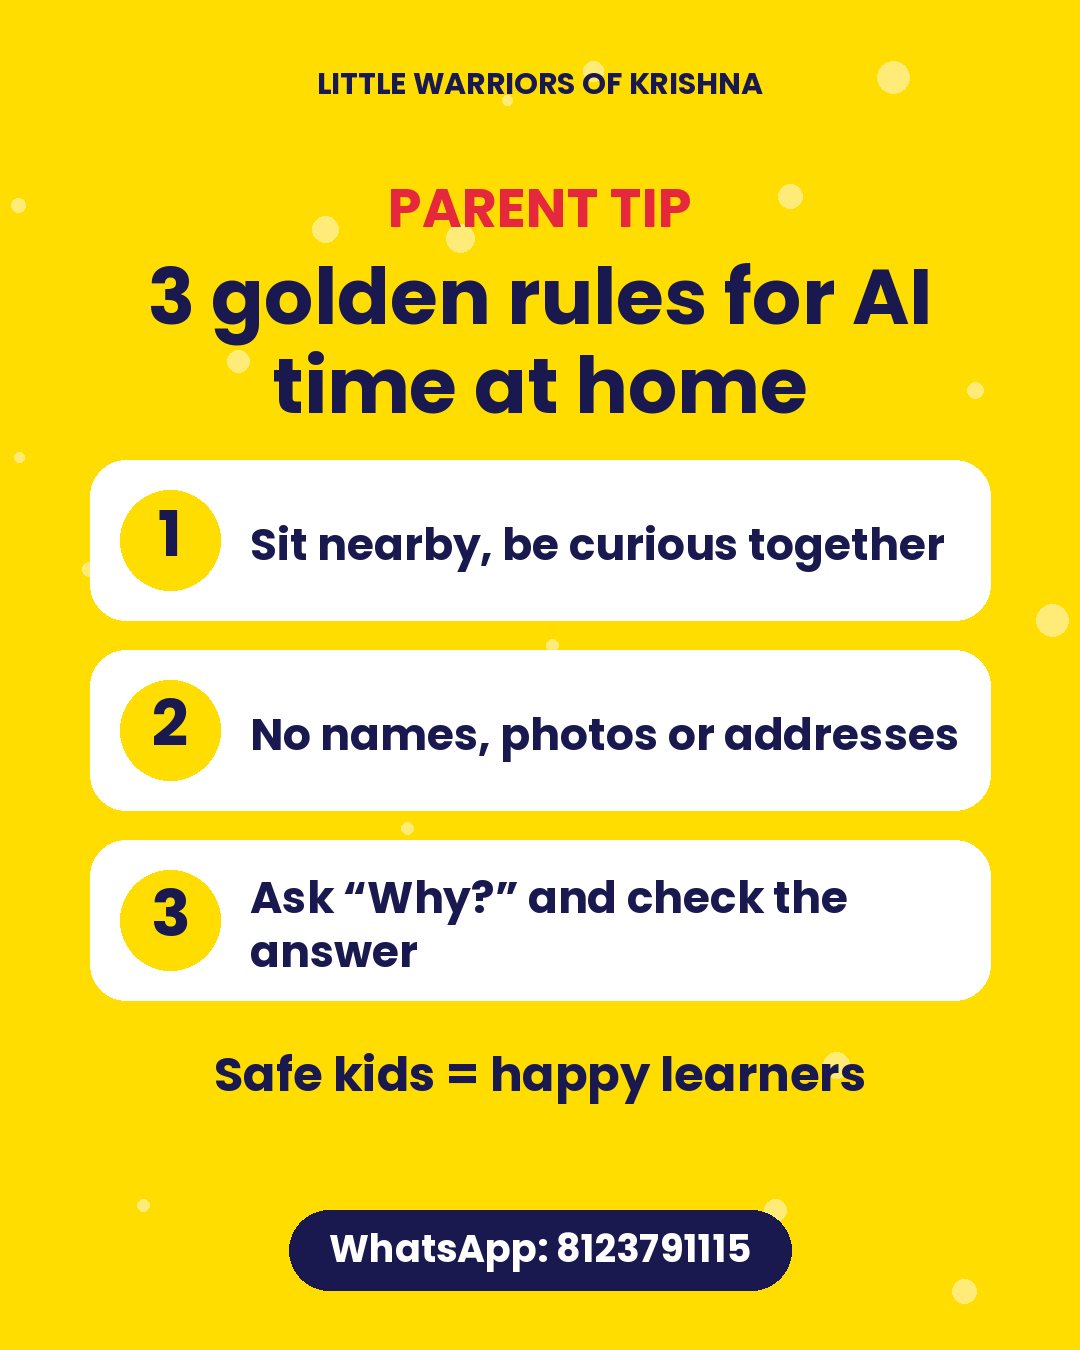 LITTLE WARRIORS OF KRISHNA
PARENT TIP
3 golden rules for AI
time at home
1
Sit nearby, be curious together
2
No names, photos or addresses
3
Ask “Why?” and check the
answer
Safe kids = happy learners
WhatsApp: 8123791115